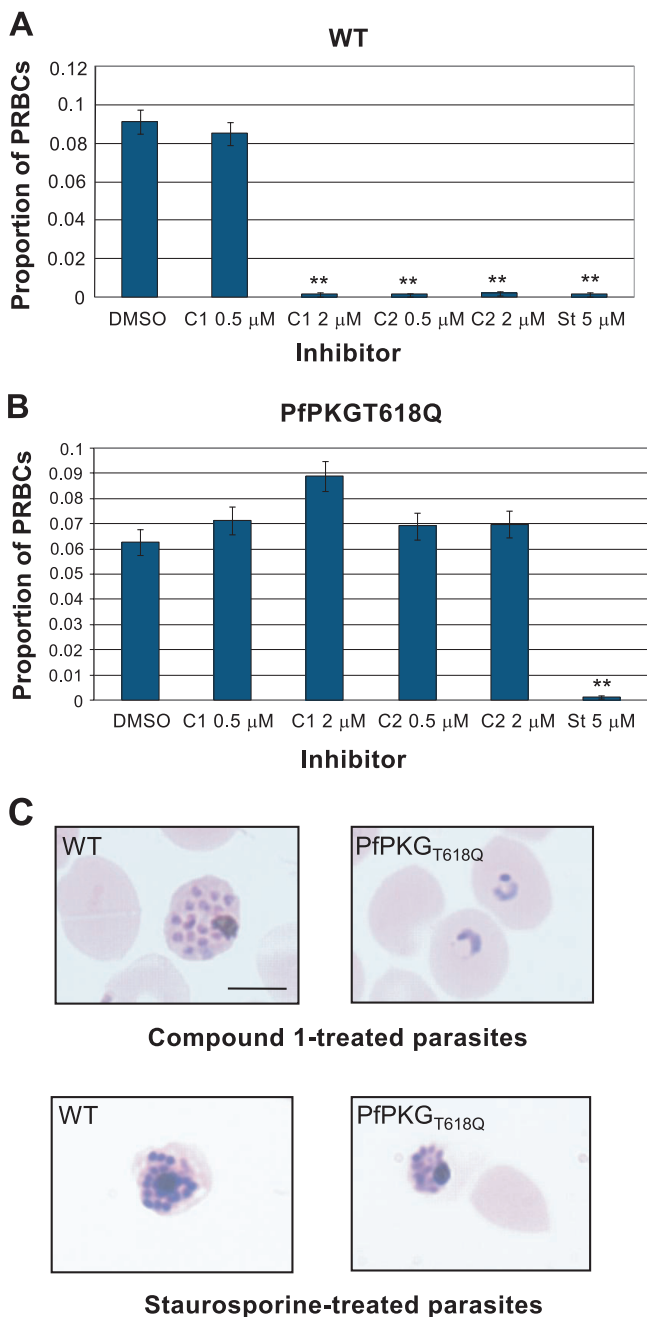 A
WT
Proportion of PRBCs
0.12
0.1
0.08
0.06
0.04
0.02
0
** ** ** **
DMSO C1 0.5 μM C1 2 μM C2 0.5 μM C2 2 μM St 5 μM
Inhibitor
B
PfPKGT618Q
Proportion of PRBCs
0.1
0.09
0.08
0.07
0.06
0.05
0.04
0.03
0.02
0.01
0
**
DMSO C1 0.5 μM C1 2 μM C2 0.5 μM C2 2 μM St 5 μM
Inhibitor
C
WT PfPKGT618Q
Compound 1-treated parasites
WT PfPKGT618Q
Staurosporine-treated parasites